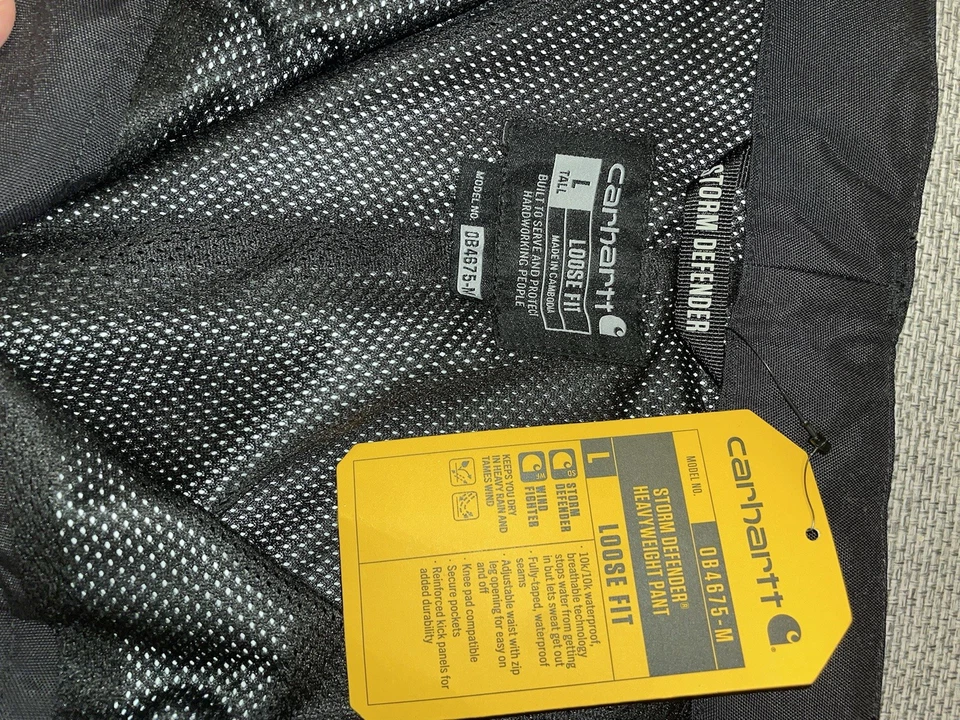 STORM DEFENDER
carhartt
L
TALL
LOOSE FIT
MADE IN CAMBODIA
BUILT TO SERVE AND PROTECT
HARDWORKING PEOPLE
MODEL NO. OB4675-M
carhartt
MODEL NO. OB4675-M
STORM DEFENDER®
HEAVYWEIGHT PANT
L LOOSE FIT
STORM
DEFENDER
WIND
FIGHTER
KEEPS YOU DRY
IN HEAVY RAIN AND
TAMES WIND
· 10k/10k waterproof,
breathable technology
stops water from getting
in but lets sweat get out
· Fully-taped, waterproof
seams
· Adjustable waist with zip
leg opening for easy on
and off
· Knee pad compatible
· Secure pockets
· Reinforced kick panels for
added durability